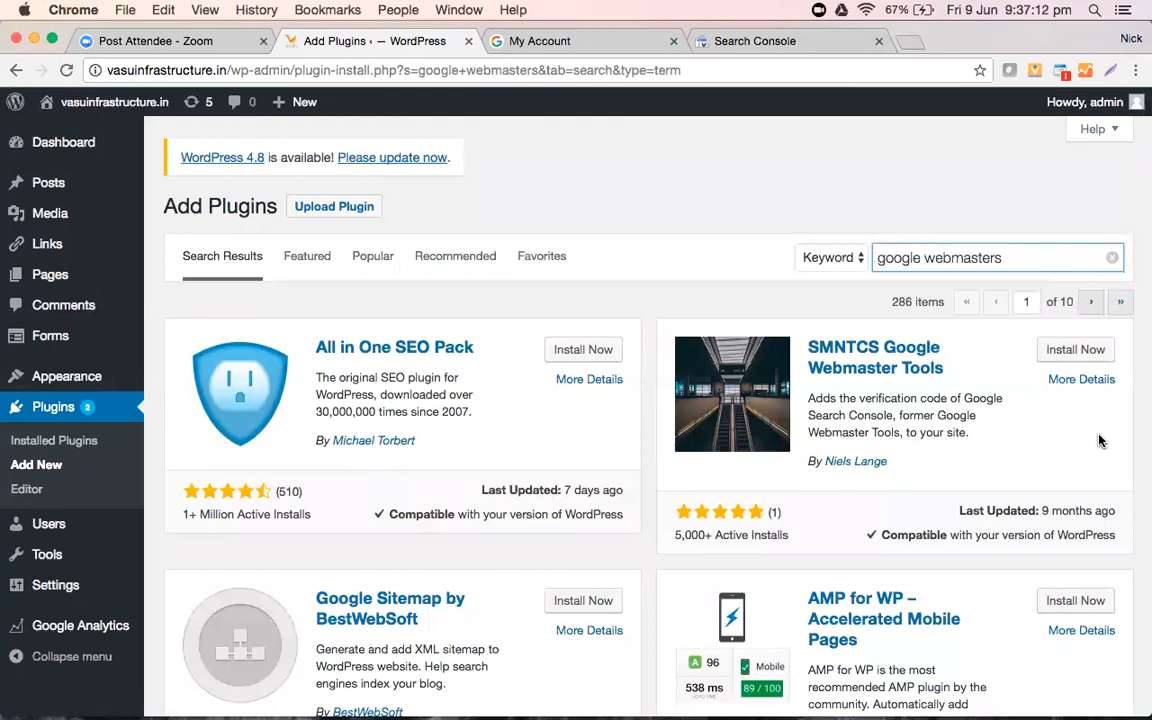 Chrome File Edit View History Bookmarks People Window Help 67% Fri 9 Jun 9:37:12 pm
Post Attendee - Zoom × Add Plugins ‹ — WordPress × My Account × Search Console × Nick
vasuinfrastructure.in/wp-admin/plugin-install.php?s=google+webmasters&tab=search&type=term
vasuinfrastructure.in 5 0 New Howdy, admin
Help
Dashboard
Posts
Media
Links
Pages
Comments
Forms
Appearance
Plugins 2
Installed Plugins
Add New
Editor
Users
Tools
Settings
Google Analytics
Collapse menu
WordPress 4.8 is available! Please update now.
Add Plugins Upload Plugin
Search Results Featured Popular Recommended Favorites Keyword google webmasters
286 items « ‹ 1 of 10 › »
All in One SEO Pack
Install Now
More Details
The original SEO plugin for
WordPress, downloaded over
30,000,000 times since 2007.
By Michael Torbert
(510)
Last Updated: 7 days ago
1+ Million Active Installs
✓ Compatible with your version of WordPress
SMNTCS Google
Webmaster Tools
Install Now
More Details
Adds the verification code of Google
Search Console, former Google
Webmaster Tools, to your site.
By Niels Lange
(1)
Last Updated: 9 months ago
5,000+ Active Installs
✓ Compatible with your version of WordPress
Google Sitemap by
BestWebSoft
Install Now
More Details
Generate and add XML sitemap to
WordPress website. Help search
engines index your blog.
By BestWebSoft
AMP for WP –
Accelerated Mobile
Pages
Install Now
More Details
A 96 Mobile
538 ms 89 / 100
AMP for WP is the most
recommended AMP plugin by the
community. Automatically add